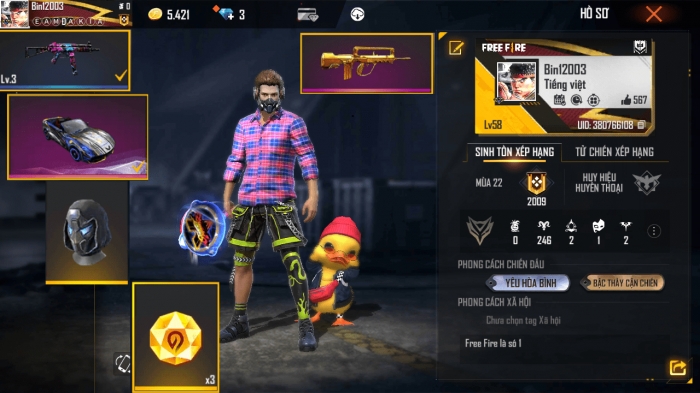 Bin12003
EAMĐAKIA
0
5.421
3
HỒ SƠ
Lv.3
x3
FREE FIRE
Bin12003
Tiếng việt
567
Lv58
UID: 380766108
SINH TỒN XẾP HẠNG
TỬ CHIẾN XẾP HẠNG
MÙA 22
2009
HUY HIỆU
HUYỀN THOẠI
0 246 2 1 2
PHONG CÁCH CHIẾN ĐẤU
YÊU HÒA BÌNH
BẬC THẦY CẬN CHIẾN
PHONG CÁCH XÃ HỘI
Chưa chọn tag Xã hội
Free Fire là số 1